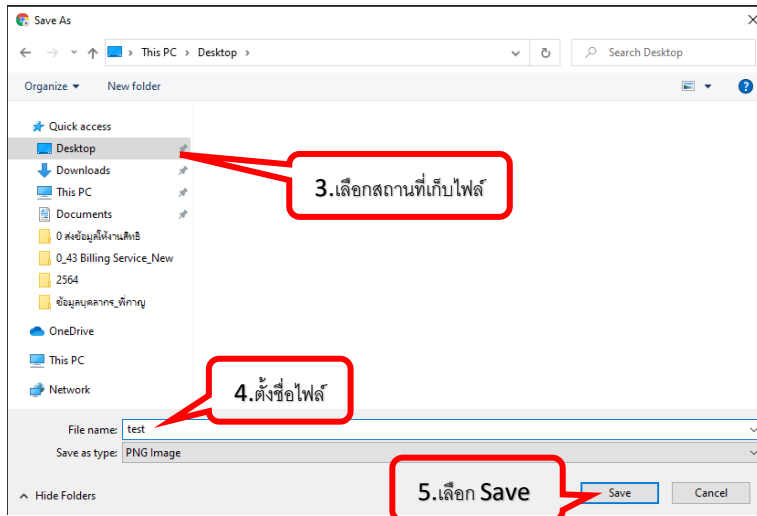 Save As
This PC > Desktop >
Search Desktop
Organize
New folder
Quick access
Desktop
Downloads
This PC
Documents
0 ส่งข้อมูลให้งานสิทธิ
0_43 Billing Service_New
2564
ข้อมูลบุคลากร_พี่กาญ
OneDrive
This PC
Network
3.เลือกสถานที่เก็บไฟล์
4.ตั้งชื่อไฟล์
File name: test
Save as type: PNG Image
5.เลือก Save
Hide Folders
Save
Cancel